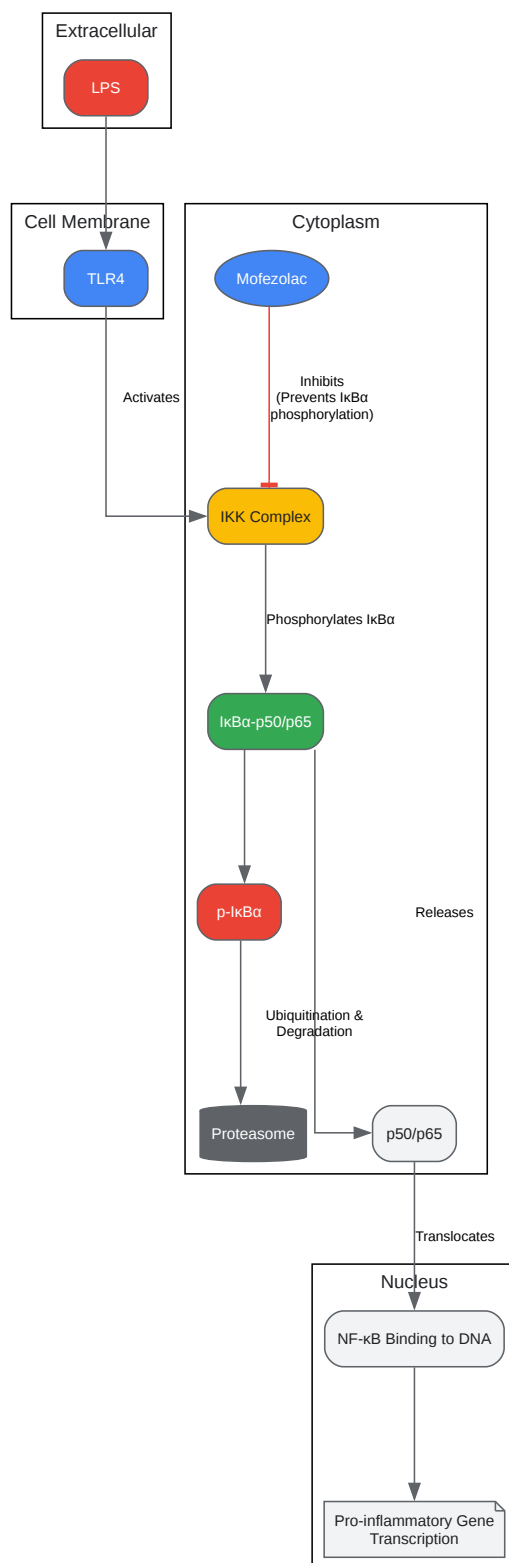 Extracellular
LPS
Cell Membrane
TLR4
Cytoplasm
Mofezolac
Inhibits
(Prevents IκBα
phosphorylation)
Activates
IKK Complex
Phosphorylates IκBα
IκBα-p50/p65
p-IκBα
Releases
Ubiquitination &
Degradation
Proteasome
p50/p65
Translocates
Nucleus
NF-κB Binding to DNA
Pro-inflammatory Gene
Transcription